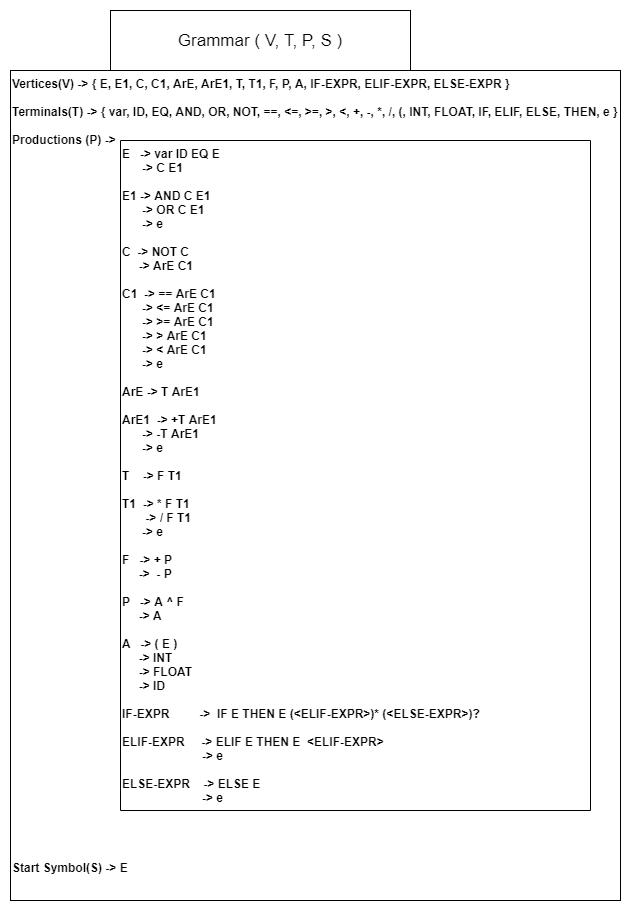 Grammar ( V, T, P, S )
Vertices(V) -> { E, E1, C, C1, ArE, ArE1, T, T1, F, P, A, IF-EXPR, ELIF-EXPR, ELSE-EXPR }
Terminals(T) -> { var, ID, EQ, AND, OR, NOT, ==, <=, >=, >, <, +, -, *, /, (, INT, FLOAT, IF, ELIF, ELSE, THEN, e }
Productions (P) ->
E -> var ID EQ E
-> C E1
E1 -> AND C E1
-> OR C E1
-> e
C -> NOT C
-> ArE C1
C1 -> == ArE C1
-> <= ArE C1
-> >= ArE C1
-> > ArE C1
-> < ArE C1
-> e
ArE -> T ArE1
ArE1 -> +T ArE1
-> -T ArE1
-> e
T -> F T1
T1 -> * F T1
-> / F T1
-> e
F -> + P
-> - P
P -> A ^ F
-> A
A -> ( E )
-> INT
-> FLOAT
-> ID
IF-EXPR -> IF E THEN E (<ELIF-EXPR>)* (<ELSE-EXPR>)?
ELIF-EXPR -> ELIF E THEN E <ELIF-EXPR>
-> e
ELSE-EXPR -> ELSE E
-> e
Start Symbol(S) -> E